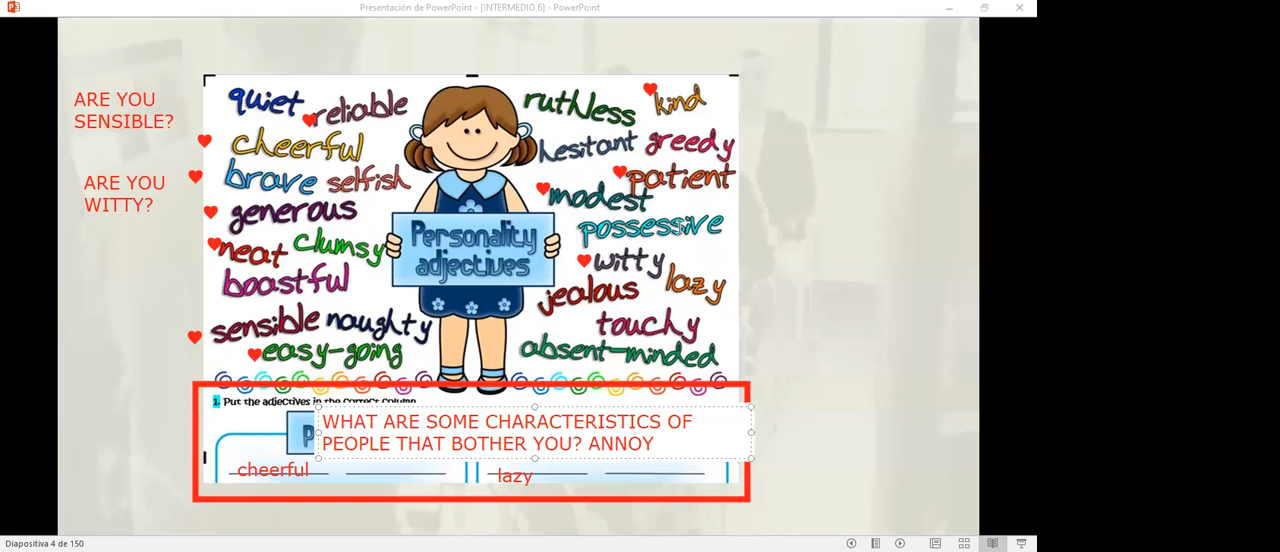 Presentación de PowerPoint - [INTERMEDIO 6] - PowerPoint
ARE YOU
SENSIBLE?
ARE YOU
WITTY?
quiet reliable
cheerful
brave selfish
generous
neat clumsy
boastful
sensible naughty
easy-going
Personality
adjectives
ruthless kind
hesitant greedy
patient
modest
possessive
witty lazy
jealous
touchy
absent-minded
1. Put the adjectives in the correct column
P
WHAT ARE SOME CHARACTERISTICS OF
PEOPLE THAT BOTHER YOU? ANNOY
cheerful lazy
Diapositiva 4 de 150